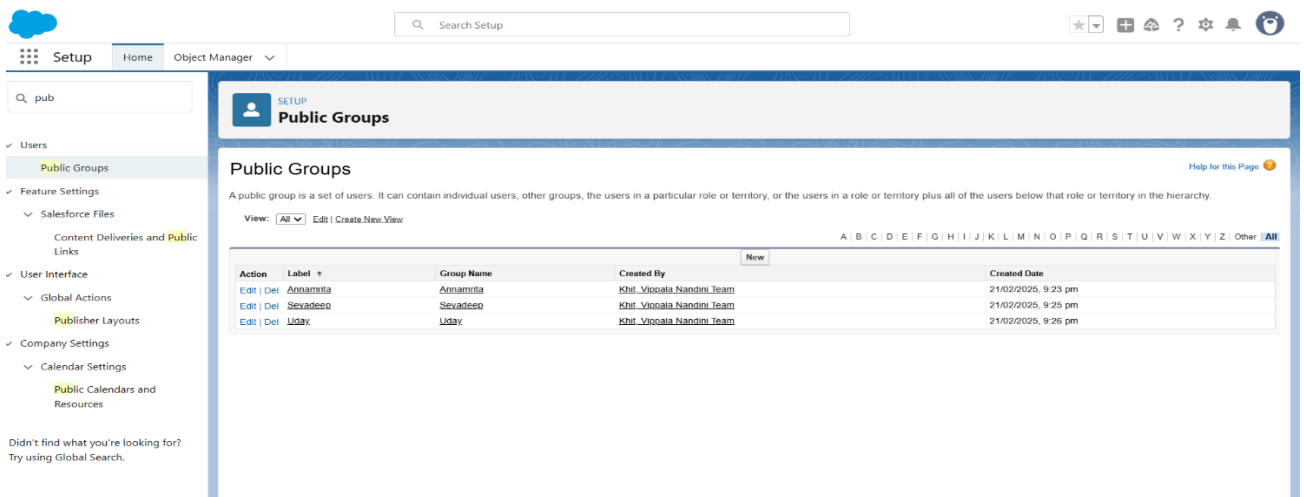 Search Setup
Setup Home Object Manager
pub
Users
Public Groups
Feature Settings
Salesforce Files
Content Deliveries and Public
Links
User Interface
Global Actions
Publisher Layouts
Company Settings
Calendar Settings
Public Calendars and
Resources
Didn't find what you're looking for?
Try using Global Search.
SETUP
Public Groups
Public Groups
Help for this Page
A public group is a set of users. It can contain individual users, other groups, the users in a particular role or territory, or the users in a role or territory plus all of the users below that role or territory in the hierarchy.
View: All Edit | Create New View
A | B | C | D | E | F | G | H | I | J | K | L | M | N | O | P | Q | R | S | T | U | V | W | X | Y | Z | Other All
New
Action Label Group Name Created By Created Date
Edit | Del Annamrita Annamrita Khit, Vippala Nandini Team 21/02/2025, 9:23 pm
Edit | Del Sevadeep Sevadeep Khit, Vippala Nandini Team 21/02/2025, 9:25 pm
Edit | Del Uday Uday Khit, Vippala Nandini Team 21/02/2025, 9:26 pm